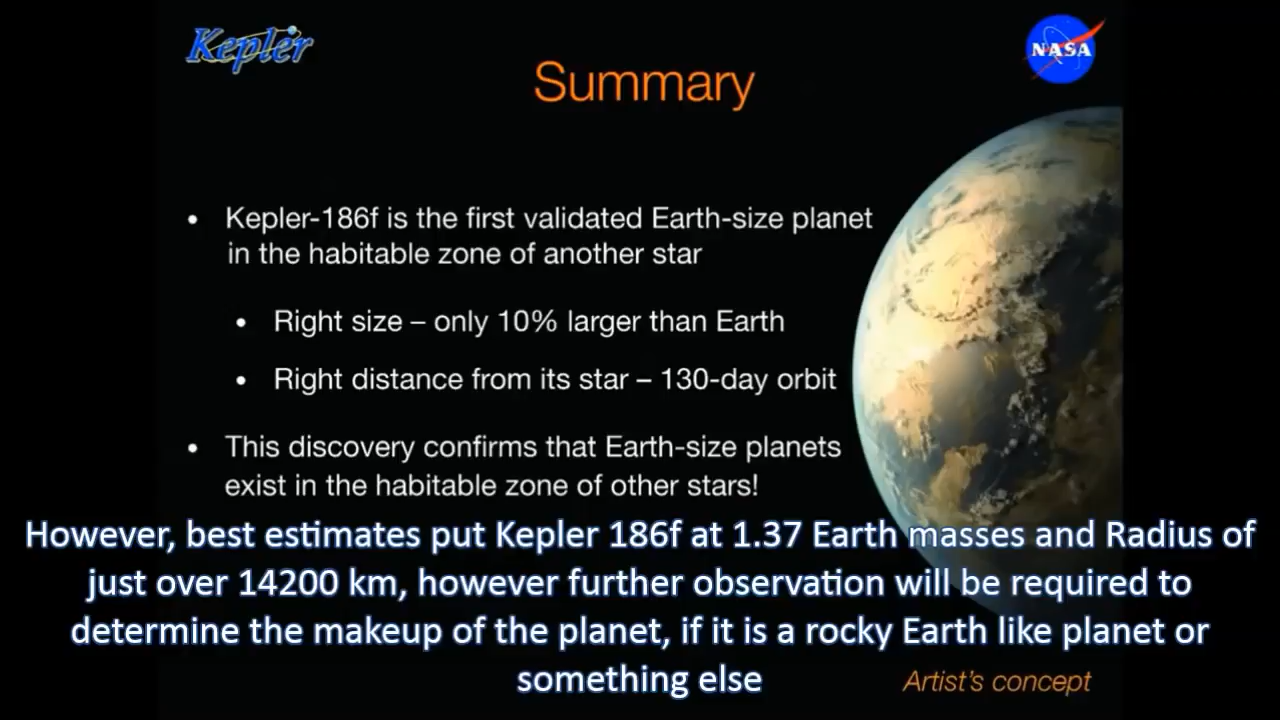 Kepler
NASA
Summary
• Kepler-186f is the first validated Earth-size planet
in the habitable zone of another star
• Right size – only 10% larger than Earth
• Right distance from its star – 130-day orbit
• This discovery confirms that Earth-size planets
exist in the habitable zone of other stars!
However, best estimates put Kepler 186f at 1.37 Earth masses and Radius of
just over 14200 km, however further observation will be required to
determine the makeup of the planet, if it is a rocky Earth like planet or
something else
Artist's concept